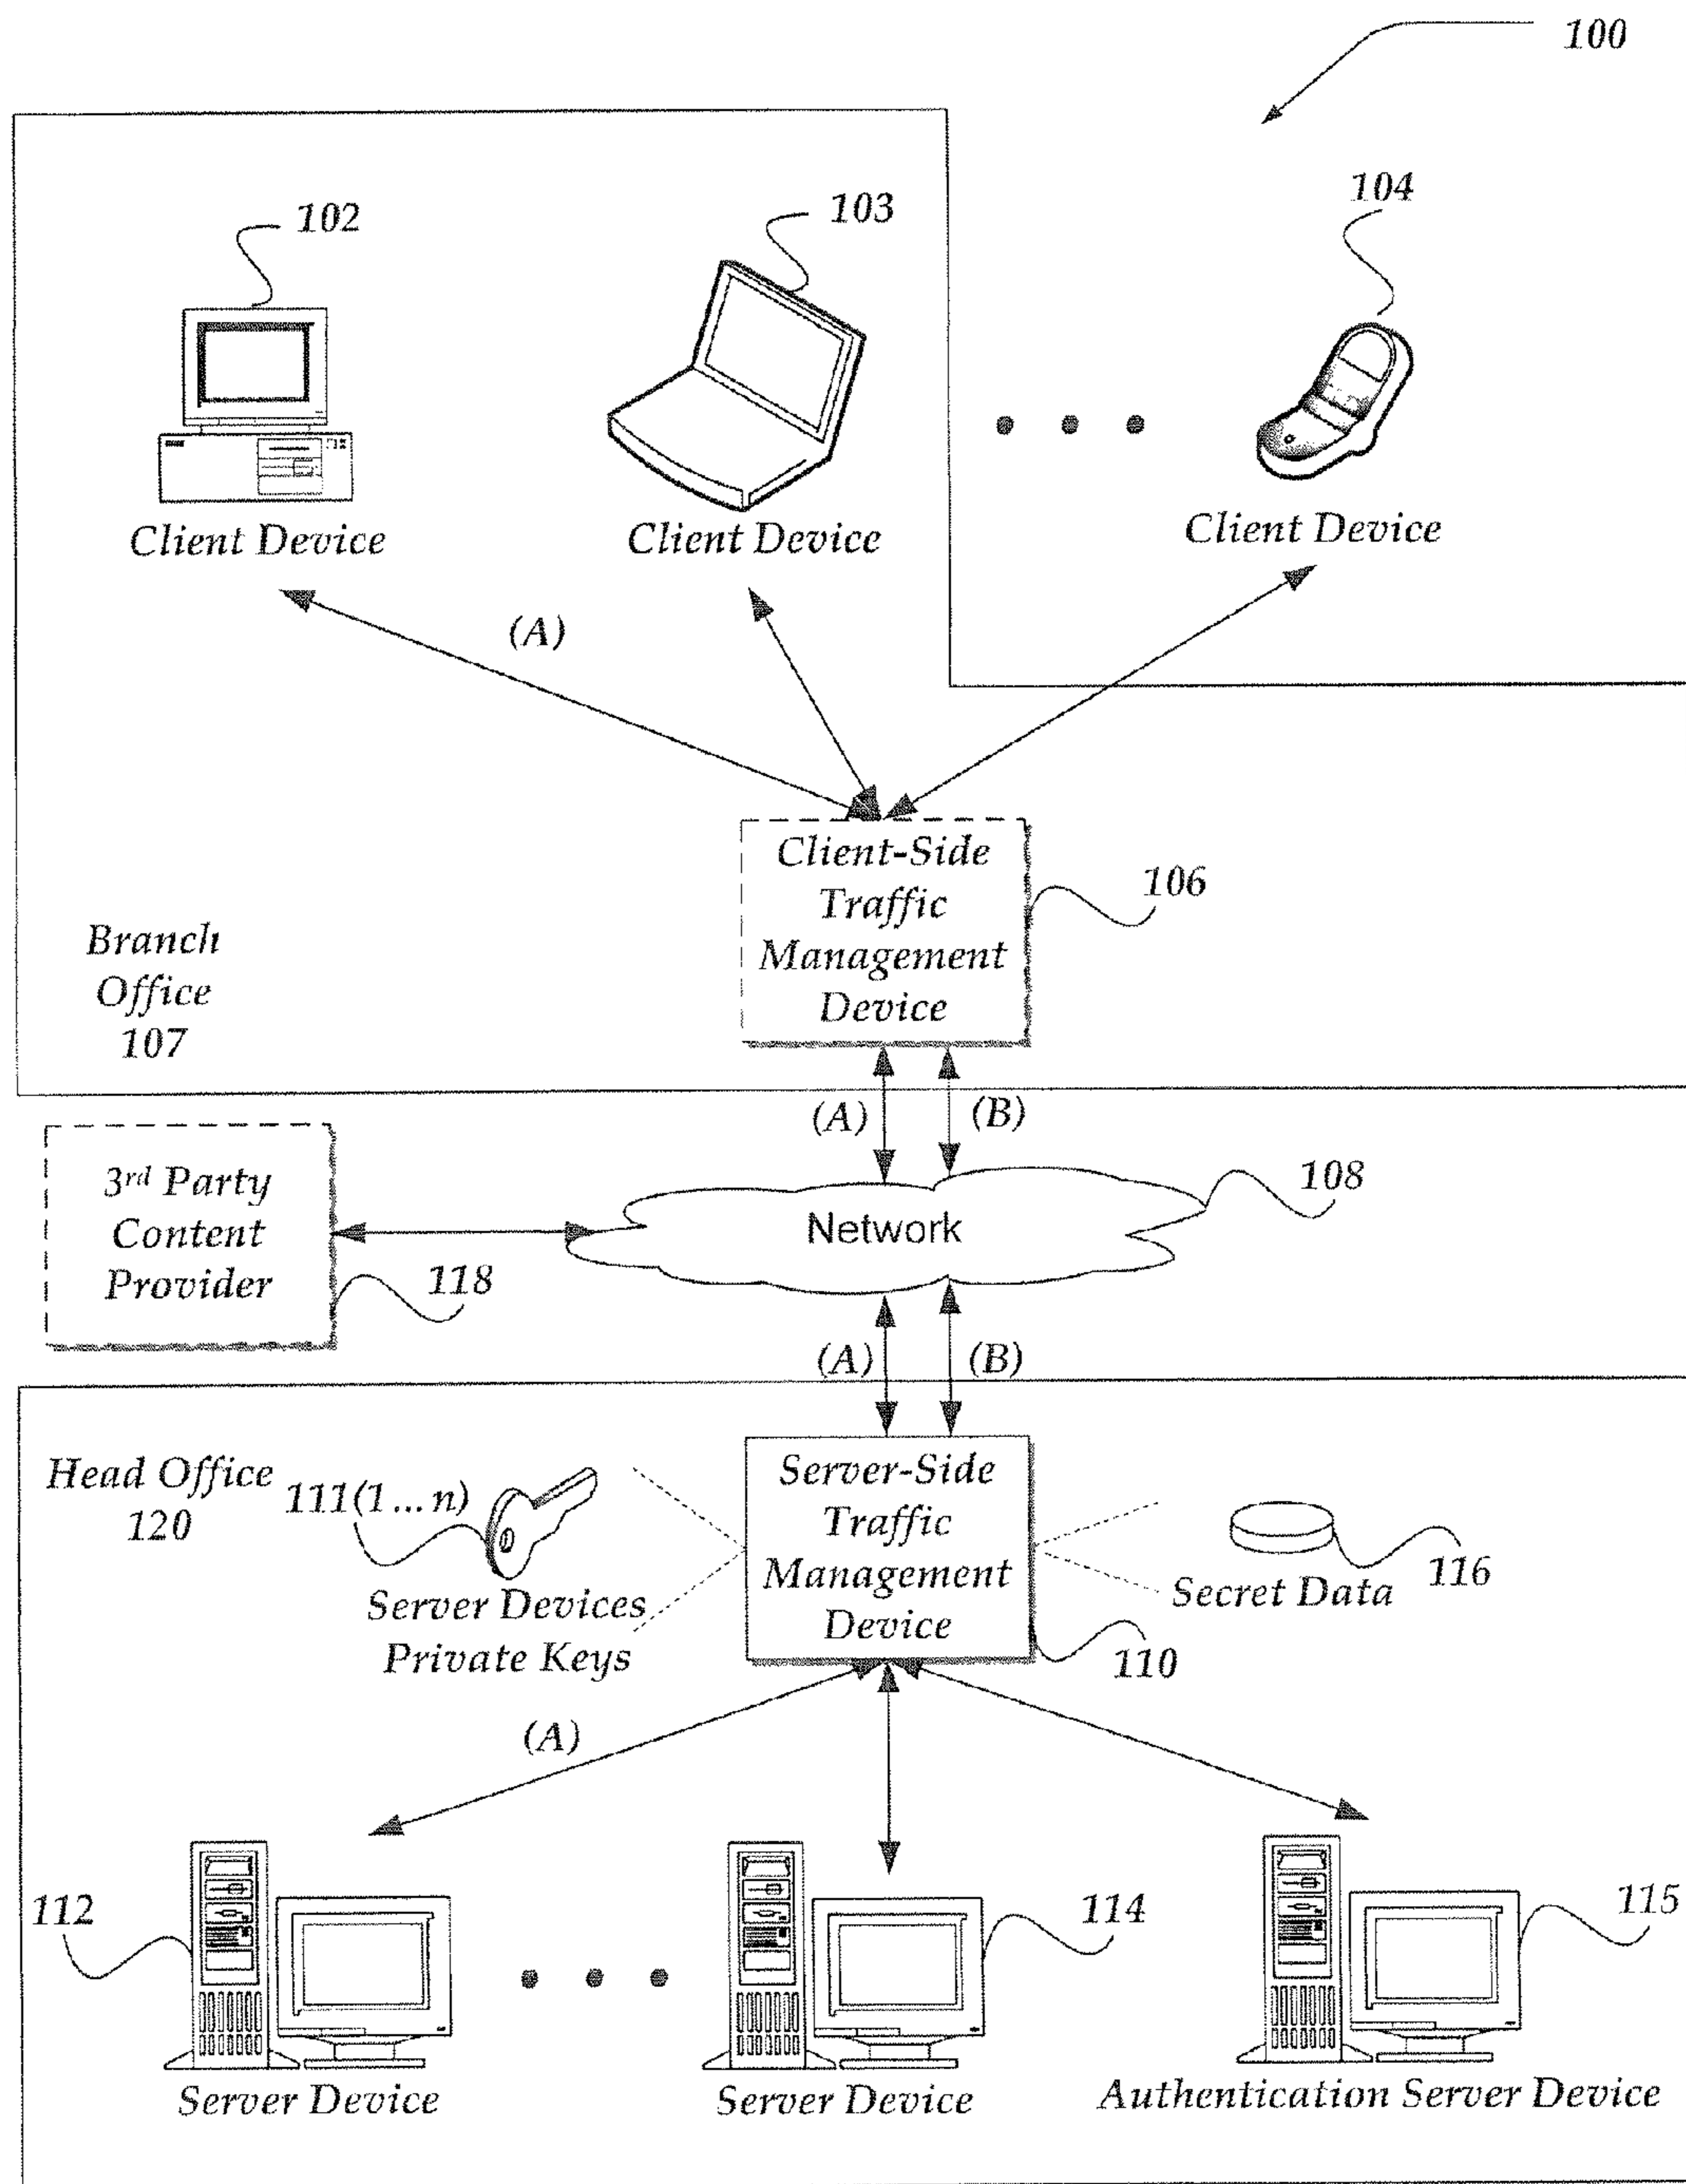 100
102
103
104
Client Device
Client Device
Client Device
(A)
Client-Side
Traffic
Management
Device
106
Branch
Office
107
(A)
(B)
3rd Party
Content
Provider
118
Network
108
(A)
(B)
Head Office
120
111(1...n)
Server Devices
Private Keys
Server-Side
Traffic
Management
Device
110
116
Secret Data
(A)
112
114
115
Server Device
Server Device
Authentication Server Device